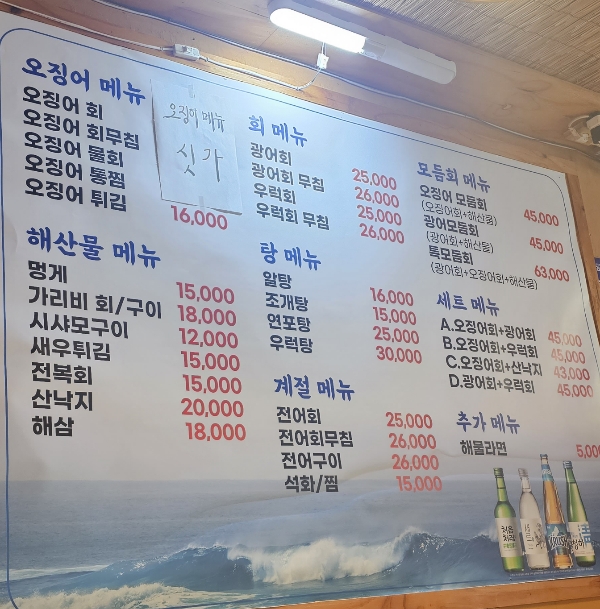 오징어 메뉴
오징어 회
오징어 회무침
오징어 물회
오징어 통찜
오징어 튀김
16,000
오징어 메뉴
싯가
해산물 메뉴
멍게 15,000
가리비 회/구이 18,000
시샤모구이 12,000
새우튀김 15,000
전복회 15,000
산낙지 20,000
해삼 18,000
회 메뉴
광어회 25,000
광어회 무침 26,000
우럭회 25,000
우럭회 무침 26,000
탕 메뉴
알탕 16,000
조개탕 15,000
연포탕 25,000
우럭탕 30,000
계절 메뉴
전어회 25,000
전어회무침 26,000
전어구이 26,000
석화/찜 15,000
모듬회 메뉴
오징어 모듬회 45,000
(오징어회+해산물)
광어모듬회 45,000
(광어회+해산물)
특모듬회 63,000
(광어회+오징어회+해산물)
세트 메뉴
A.오징어회+광어회 45,000
B.오징어회+우럭회 45,000
C.오징어회+산낙지 43,000
D.광어회+우럭회 45,000
추가 메뉴
해물라면 5,00
처음처럼